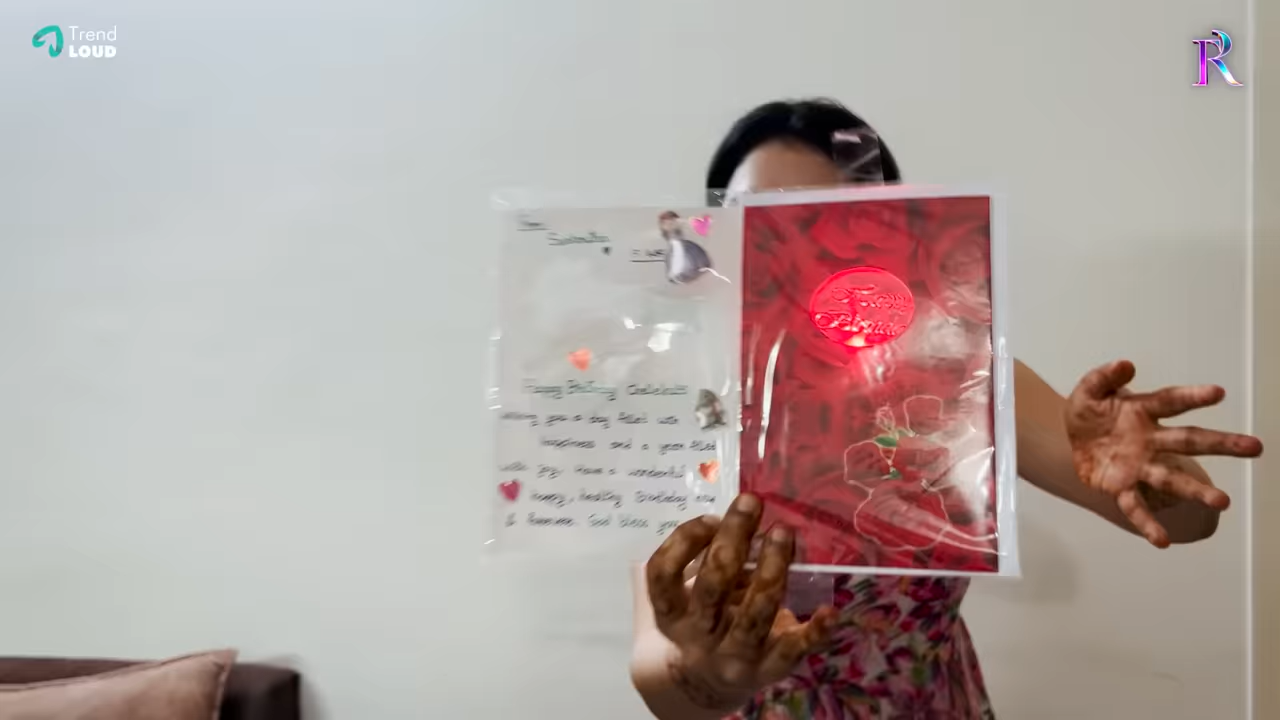 Trend
LOUD
R
Happy Birthday
wishing you a day filled with
happiness and a year filled
with joy. Have a wonderful
happy, healthy Birthday now
& forever. God bless you
Happy